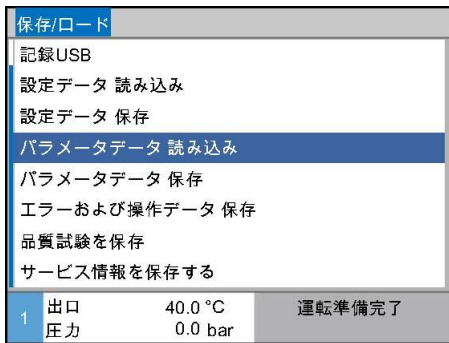 保存/ロード
記録USB
設定データ 読み込み
設定データ 保存
パラメータデータ 読み込み
パラメータデータ 保存
エラーおよび操作データ 保存
品質試験を保存
サービス情報を保存する
1 出口 40.0 °C 運転準備完了
圧力 0.0 bar